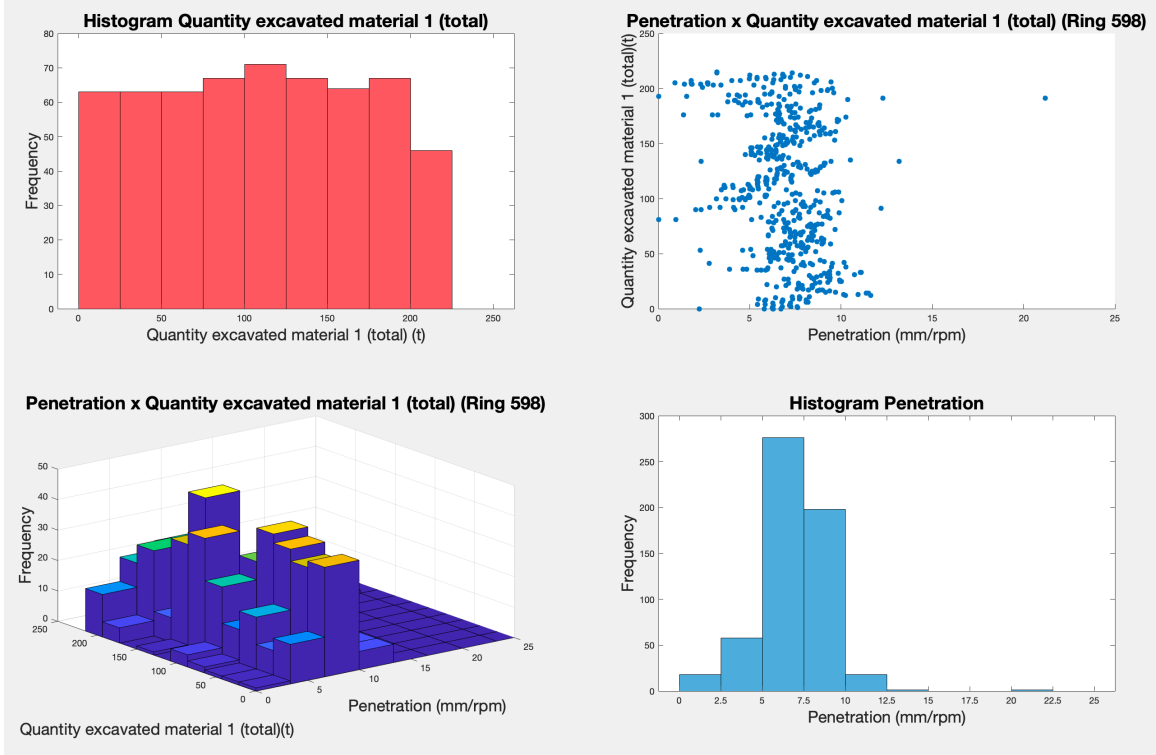 Histogram Quantity excavated material 1 (total)
80
70
60
50
40
30
20
10
0
Frequency
0 50 100 150 200 250
Quantity excavated material 1 (total) (t)
Penetration x Quantity excavated material 1 (total) (Ring 598)
250
200
150
100
50
0
Quantity excavated material 1 (total)(t)
0 5 10 15 20 25
Penetration (mm/rpm)
Penetration x Quantity excavated material 1 (total) (Ring 598)
50
40
30
20
10
0
Frequency
250
200
150
100
50
0
0
5
10
15
20
25
Penetration (mm/rpm)
Quantity excavated material 1 (total)(t)
Histogram Penetration
300
250
200
150
100
50
0
Frequency
0 2.5 5 7.5 10 12.5 15 17.5 20 22.5 25
Penetration (mm/rpm)